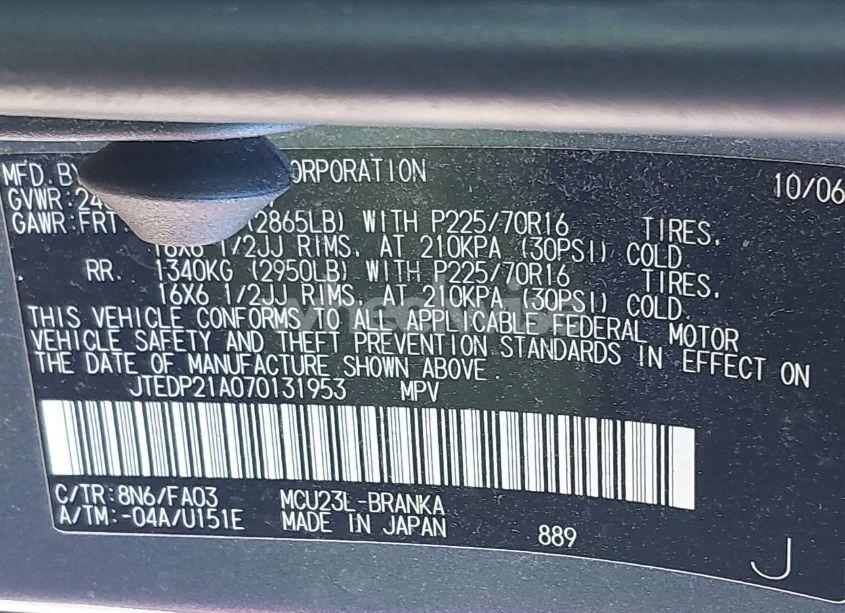 MFD. BY ORPORATION 10/06
GVWR:24
GAWR:FRT. (2865LB) WITH P225/70R16 TIRES,
16X6 1/2JJ RIMS, AT 210KPA (30PSI) COLD.
RR. 1340KG (2950LB) WITH P225/70R16 TIRES,
16X6 1/2JJ RIMS, AT 210KPA (30PSI) COLD.
THIS VEHICLE CONFORMS TO ALL APPLICABLE FEDERAL MOTOR
VEHICLE SAFETY AND THEFT PREVENTION STANDARDS IN EFFECT ON
THE DATE OF MANUFACTURE SHOWN ABOVE.
JTEDP21A070131953 MPV
C/TR:8N6/FA03 MCU23L-BRANKA
A/TM:-04A/U151E MADE IN JAPAN 889
J